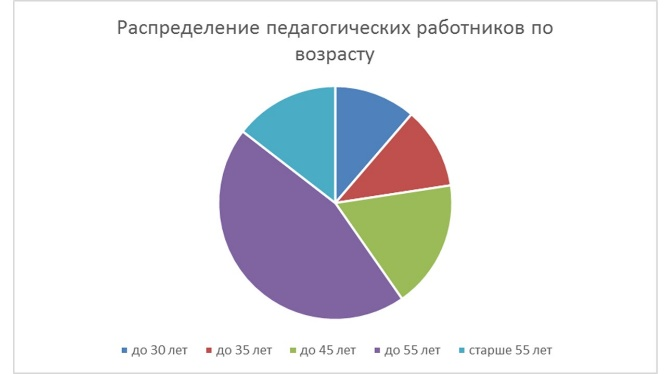 Распределение педагогических работников по
возрасту
до 30 лет до 35 лет до 45 лет до 55 лет старше 55 лет